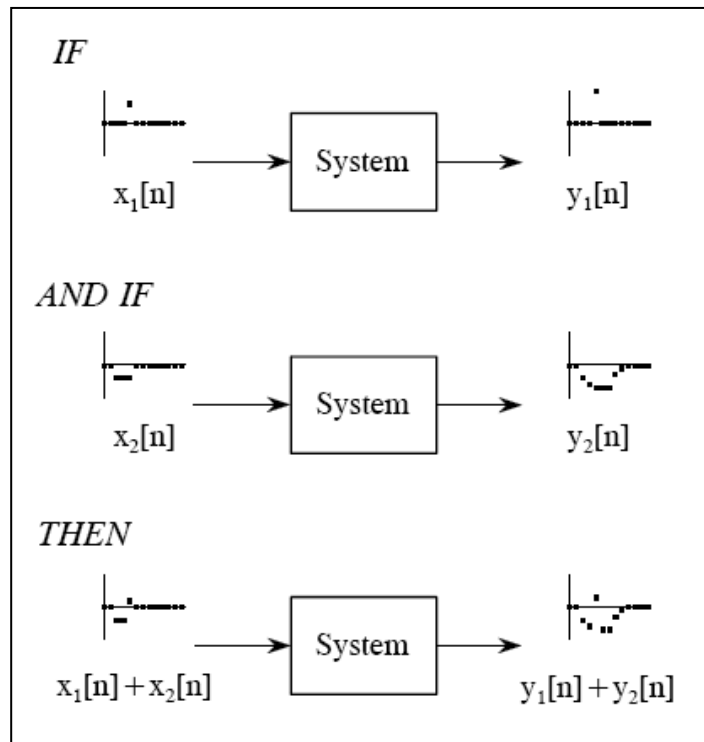 IF
System
x₁[n]
y₁[n]
AND IF
System
x₂[n]
y₂[n]
THEN
System
x₁[n]+x₂[n]
y₁[n]+y₂[n]